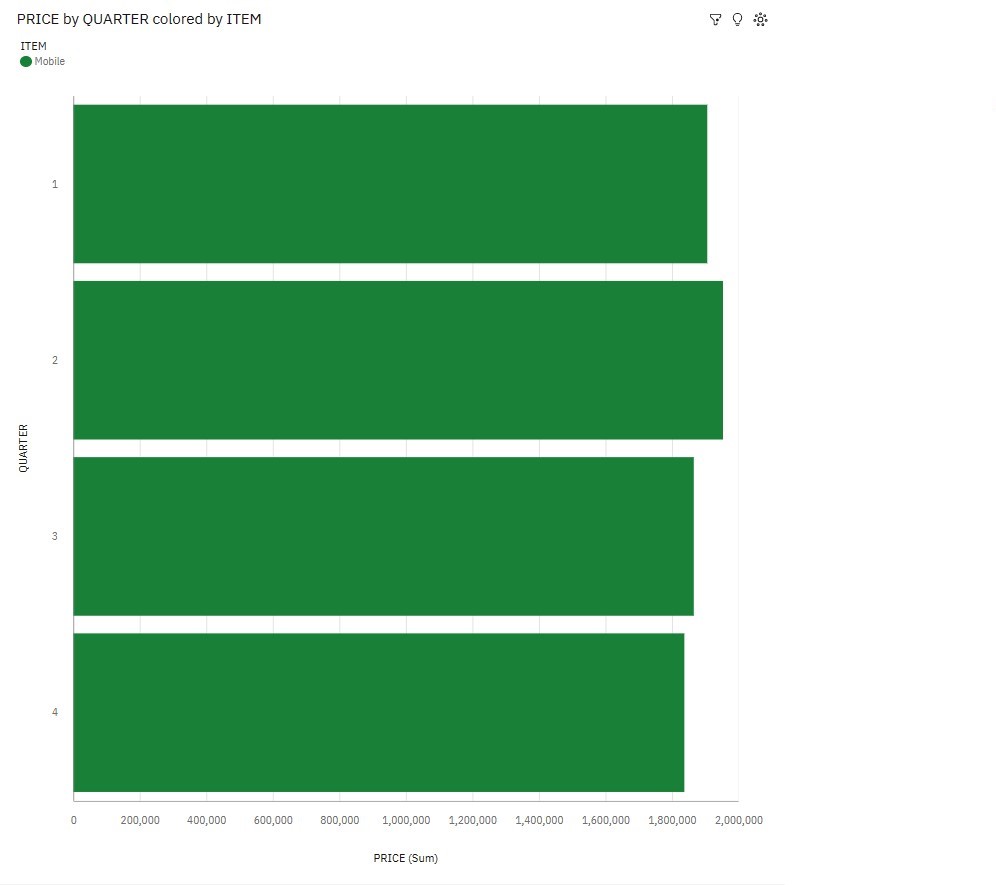 PRICE by QUARTER colored by ITEM
ITEM
Mobile
1
2
3
4
QUARTER
0 200,000 400,000 600,000 800,000 1,000,000 1,200,000 1,400,000 1,600,000 1,800,000 2,000,000
PRICE (Sum)